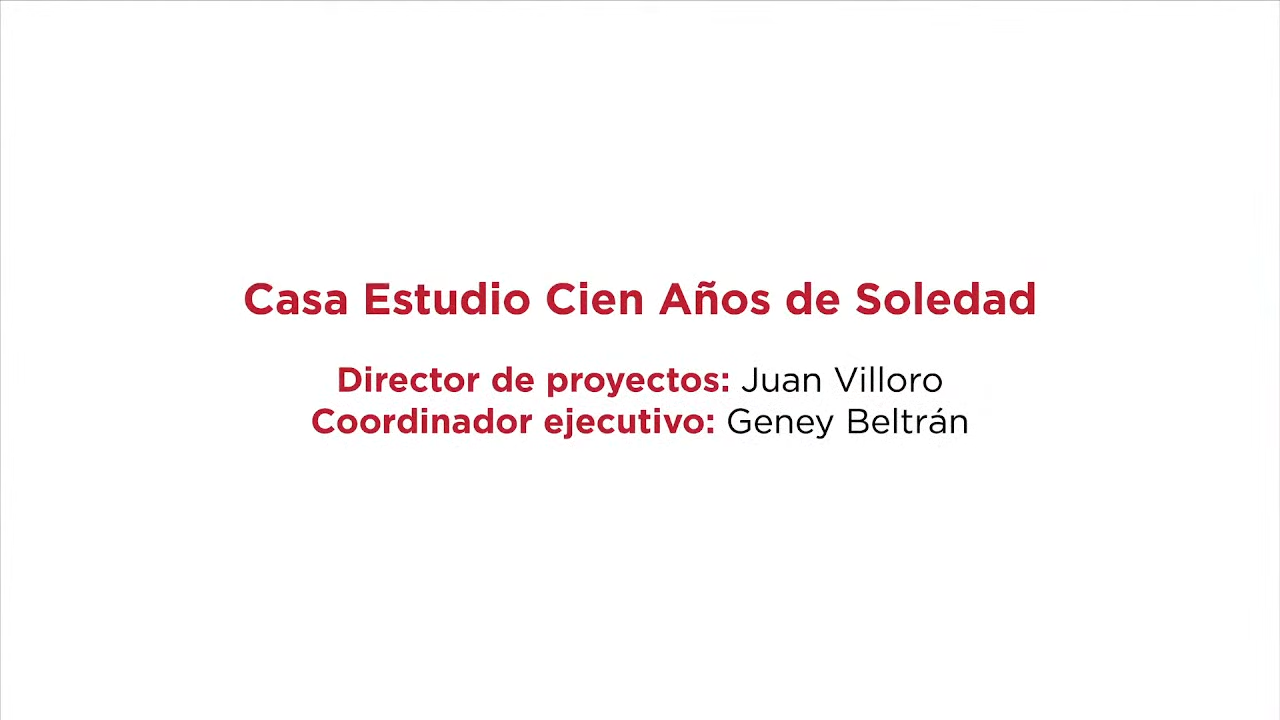 Casa Estudio Cien Años de Soledad
Director de proyectos: Juan Villoro
Coordinador ejecutivo: Geney Beltrán